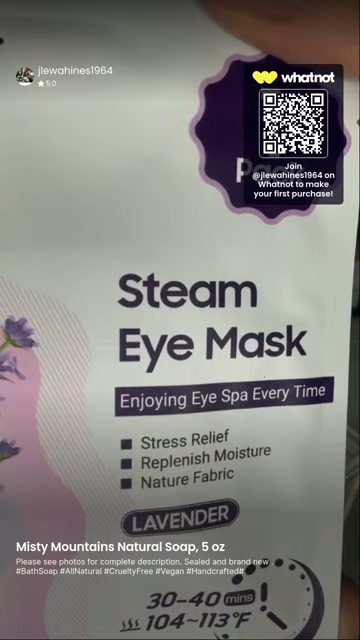 jlewahines1964
★ 5.0
whatnot
Join
@jlewahines1964 on
Whatnot to make
your first purchase!
Steam
Eye Mask
Enjoying Eye Spa Every Time
Stress Relief
Replenish Moisture
Nature Fabric
LAVENDER
Misty Mountains Natural Soap, 5 oz
Please see photos for complete description. Sealed and brand new .
#BathSoap #AllNatural #CrueltyFree #Vegan #Handcrafted#
30~40 mins
104~113°F